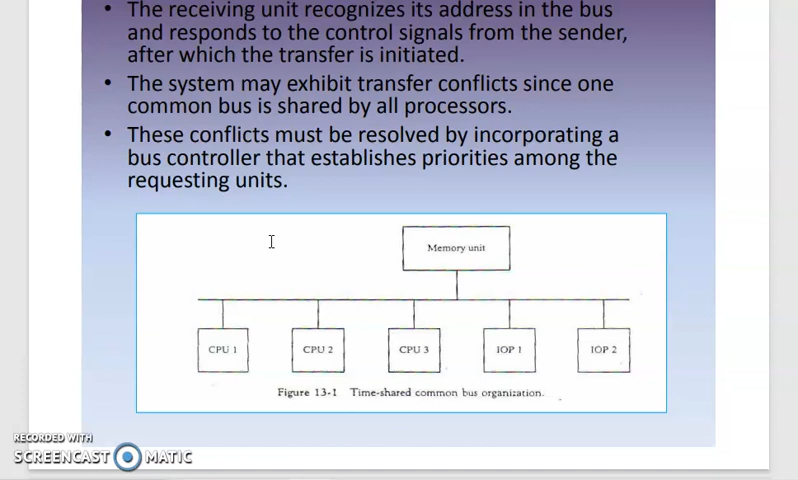 • The receiving unit recognizes its address in the bus
and responds to the control signals from the sender,
after which the transfer is initiated.
• The system may exhibit transfer conflicts since one
common bus is shared by all processors.
• These conflicts must be resolved by incorporating a
bus controller that establishes priorities among the
requesting units.
Memory unit
CPU 1 CPU 2 CPU 3 IOP 1 IOP 2
Figure 13-1 Time-shared common bus organization.
RECORDED WITH
SCREENCAST MATIC